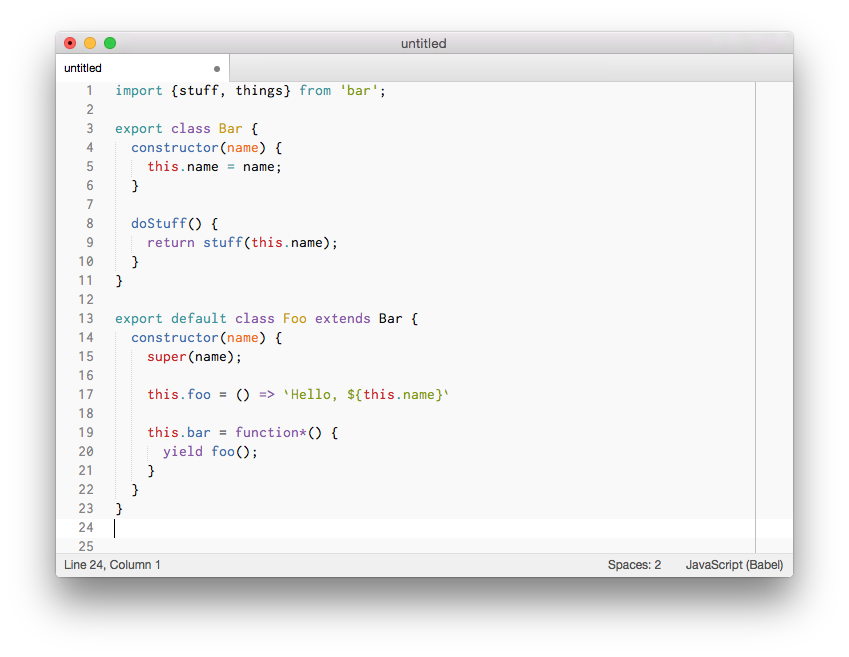 untitled
untitled
1 import {stuff, things} from 'bar';
2
3 export class Bar {
4   constructor(name) {
5     this.name = name;
6   }
7
8   doStuff() {
9     return stuff(this.name);
10   }
11 }
12
13 export default class Foo extends Bar {
14   constructor(name) {
15     super(name);
16
17     this.foo = () => `Hello, ${this.name}`
18
19     this.bar = function*() {
20       yield foo();
21     }
22   }
23 }
24
25
Line 24, Column 1 Spaces: 2 JavaScript (Babel)